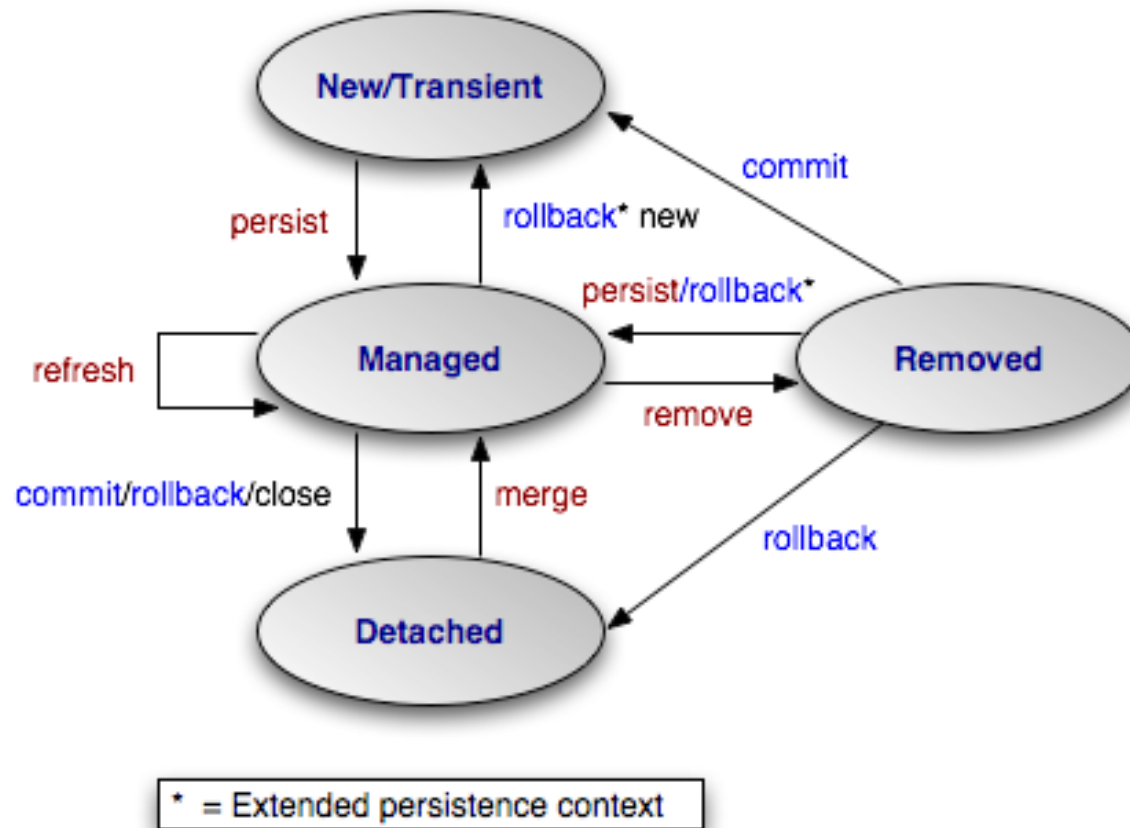 New/Transient
commit
persist
rollback* new
persist/rollback*
refresh
Managed
Removed
remove
commit/rollback/close
merge
rollback
Detached
* = Extended persistence context